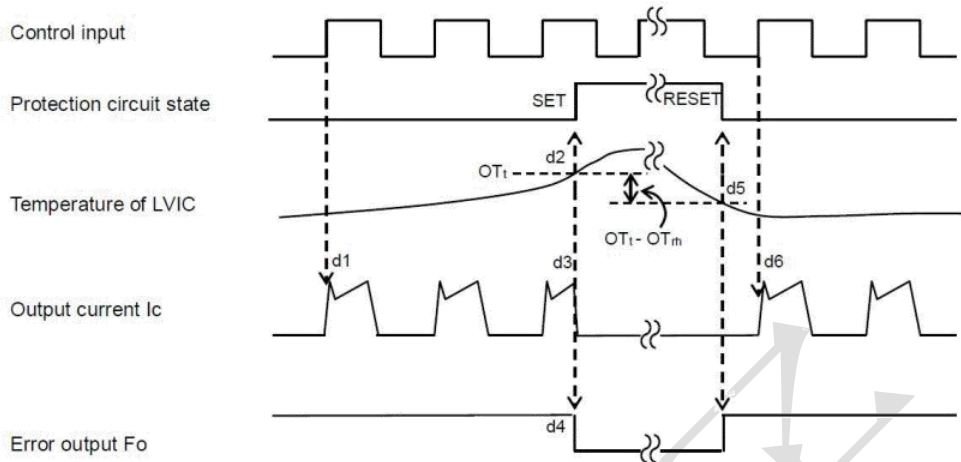 Control input
Protection circuit state
SET
RESET
d2
OTt
d5
Temperature of LVIC
OTt - OTrh
d1
d3
d6
Output current Ic
d4
Error output Fo